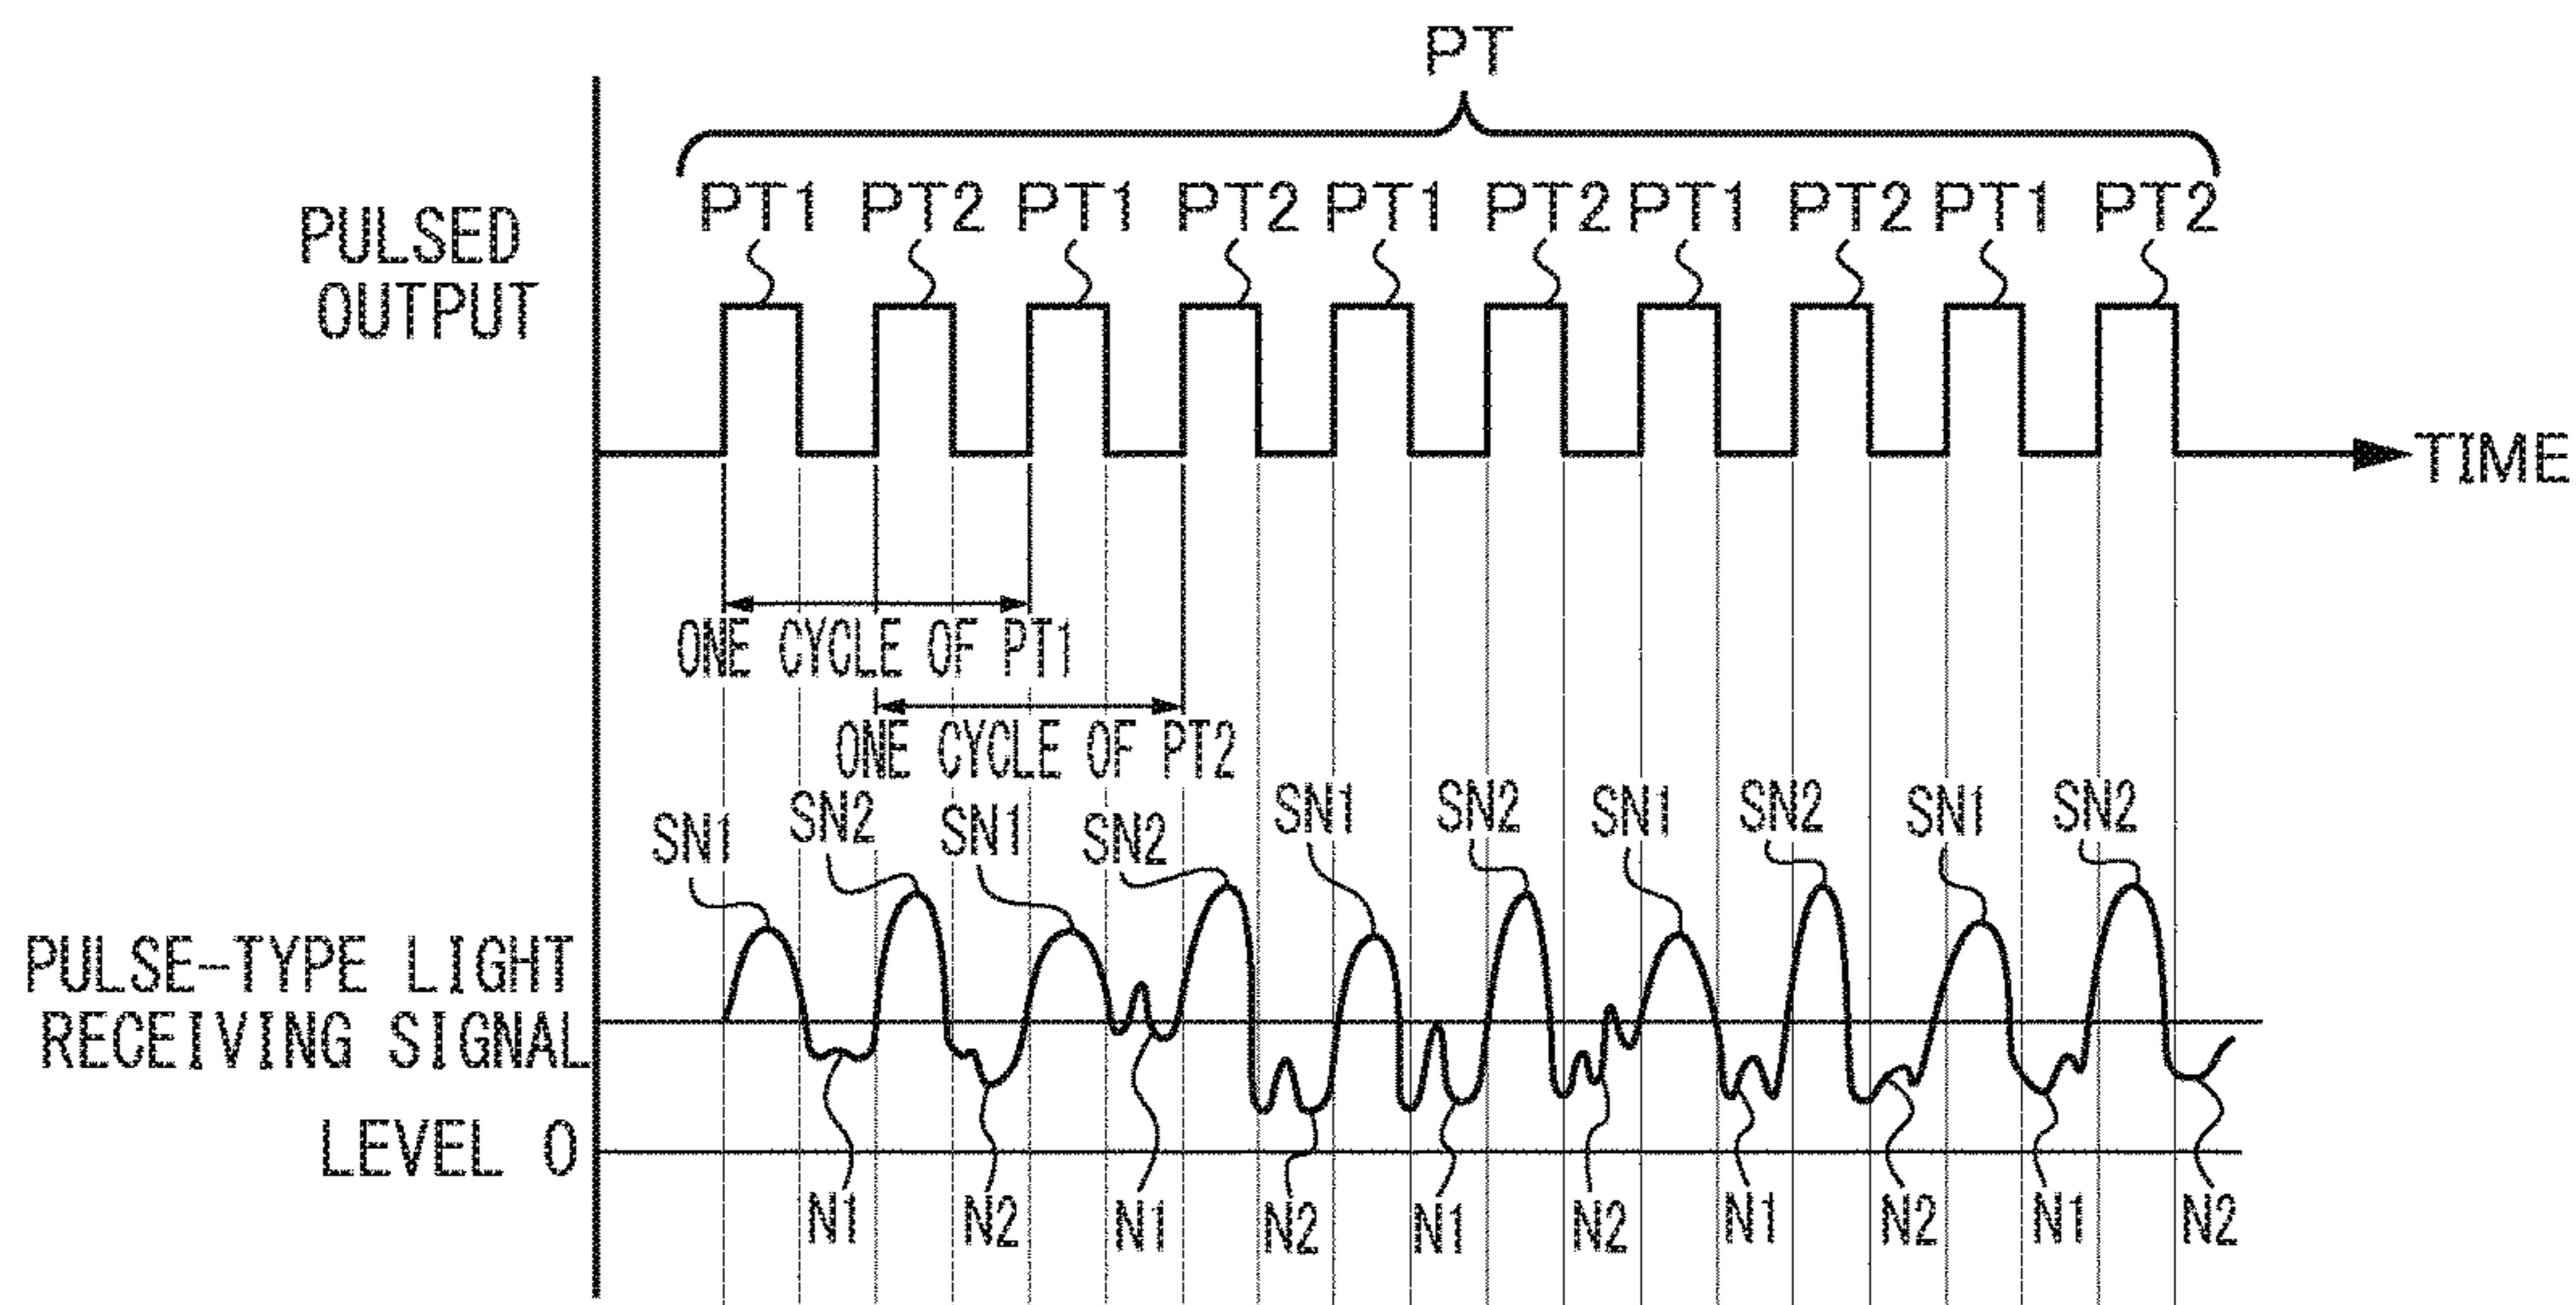 PT
PT1 PT2 PT1 PT2 PT1 PT2 PT1 PT2 PT1 PT2
PULSED
OUTPUT
TIME
ONE CYCLE OF PT1
ONE CYCLE OF PT2
SN1 SN2 SN1 SN2 SN1 SN2 SN1 SN2 SN1 SN2
PULSE-TYPE LIGHT
RECEIVING SIGNAL
LEVEL 0
N1 N2 N1 N2 N1 N2 N1 N2 N1 N2